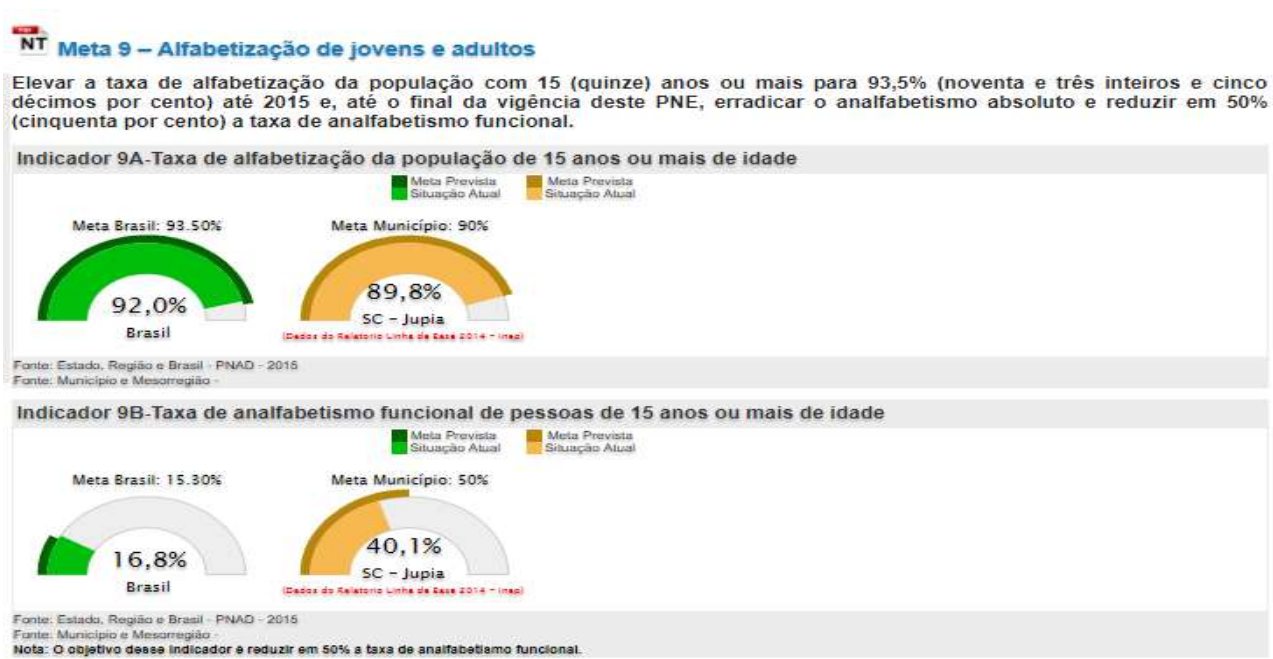 NT Meta 9 – Alfabetização de jovens e adultos
Elevar a taxa de alfabetização da população com 15 (quinze) anos ou mais para 93,5% (noventa e três inteiros e cinco
décimos por cento) até 2015 e, até o final da vigência deste PNE, erradicar o analfabetismo absoluto e reduzir em 50%
(cinquenta por cento) a taxa de analfabetismo funcional.
Indicador 9A-Taxa de alfabetização da população de 15 anos ou mais de idade
Meta Prevista Meta Prevista
Situação Atual Situação Atual
Meta Brasil: 93.50% Meta Município: 90%
92,0% 89,8%
Brasil SC - Jupia
(Dados do Relatorio Linha de Base 2014 - Inep)
Fonte: Estado, Região e Brasil - PNAD - 2015
Fonte: Município e Mesorregião -
Indicador 9B-Taxa de analfabetismo funcional de pessoas de 15 anos ou mais de idade
Meta Prevista Meta Prevista
Situação Atual Situação Atual
Meta Brasil: 15.30% Meta Município: 50%
16,8% 40,1%
Brasil SC - Jupia
(Dados do Relatorio Linha de Base 2014 - Inep)
Fonte: Estado, Região e Brasil - PNAD - 2015
Fonte: Município e Mesorregião -
Nota: O objetivo desse indicador é reduzir em 50% a taxa de analfabetismo funcional.